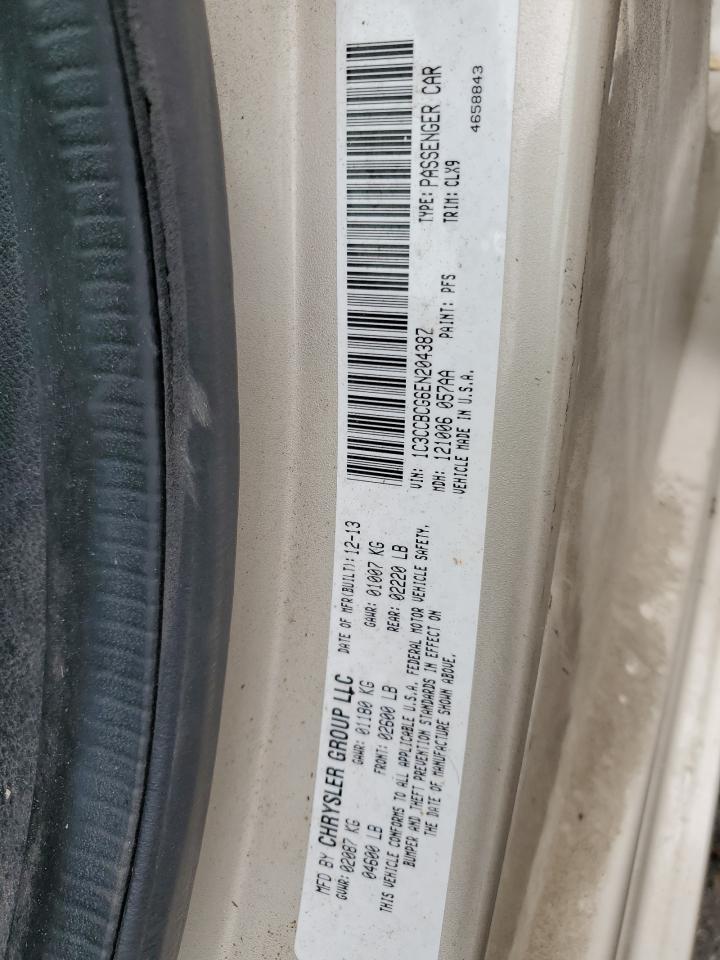 MFD BY CHRYSLER GROUP LLC
DATE OF MFR(BUILT): 12-13
GVWR: 02087 KG
GAWR: 01180 KG
GAWR: 01007 KG
04600 LB
FRONT: 02600 LB
REAR: 02220 LB
THIS VEHICLE CONFORMS TO ALL APPLICABLE U.S.A. FEDERAL MOTOR VEHICLE SAFETY,
BUMPER AND THEFT PREVENTION STANDARDS IN EFFECT ON
THE DATE OF MANUFACTURE SHOWN ABOVE.
VIN: 1C3CCBCG6EN204387
TYPE: PASSENGER CAR
MDH: 121006 057AA
PAINT: PFS
TRIM: CLX9
VEHICLE MADE IN U.S.A.
4658843